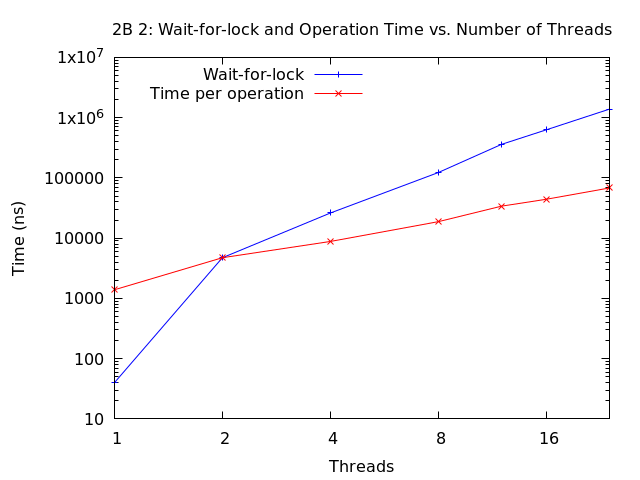 2B 2: Wait-for-lock and Operation Time vs. Number of Threads
1x10^7
Wait-for-lock
Time per operation
1x10^6
100000
10000
1000
100
10
Time (ns)
1 2 4 8 16
Threads